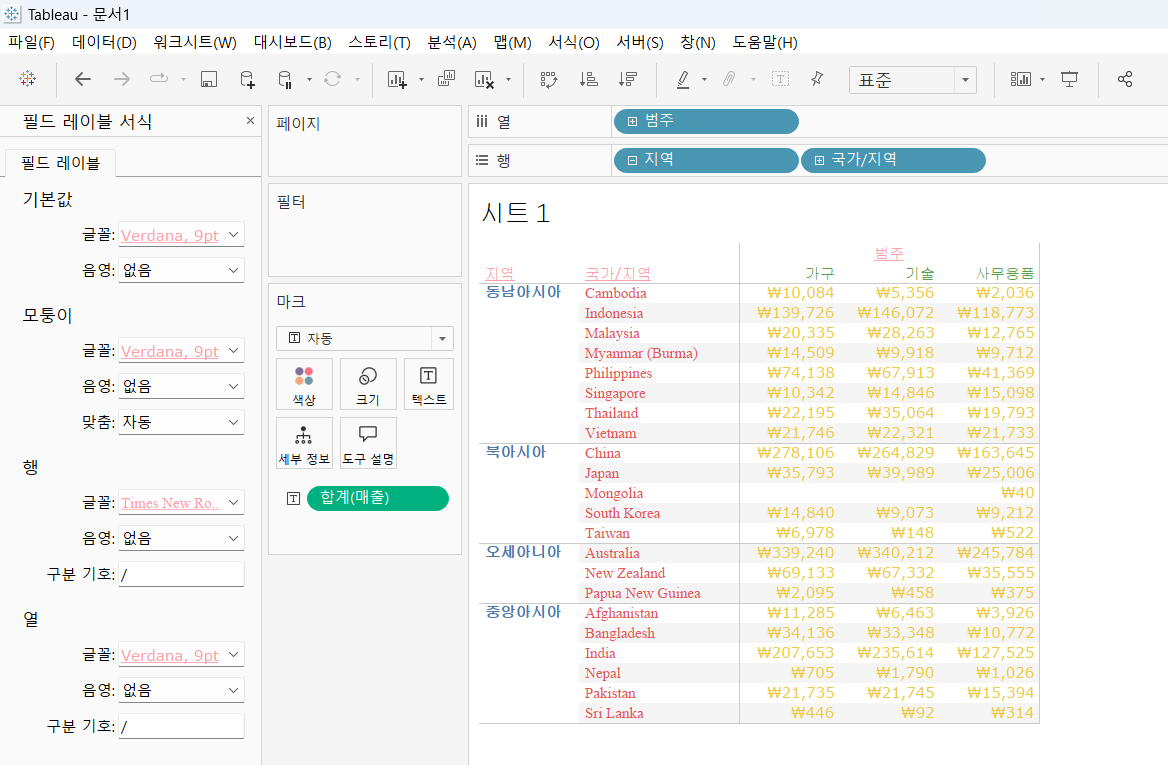 Tableau - 문서1
파일(F) 데이터(D) 워크시트(W) 대시보드(B) 스토리(T) 분석(A) 맵(M) 서식(O) 서버(S) 창(N) 도움말(H)
표준
필드 레이블 서식 ×
필드 레이블
기본값
글꼴: Verdana, 9pt
음영: 없음
모퉁이
글꼴: Verdana, 9pt
음영: 없음
맞춤: 자동
행
글꼴: Times New Ro..
음영: 없음
구분 기호: /
열
글꼴: Verdana, 9pt
음영: 없음
구분 기호: /
페이지
필터
마크
자동
색상 크기 텍스트
세부 정보 도구 설명
합계(매출)
열 범주
행 지역 국가/지역
시트 1
범주
지역 국가/지역 가구 기술 사무용품
동남아시아 Cambodia ₩10,084 ₩5,356 ₩2,036
Indonesia ₩139,726 ₩146,072 ₩118,773
Malaysia ₩20,335 ₩28,263 ₩12,765
Myanmar (Burma) ₩14,509 ₩9,918 ₩9,712
Philippines ₩74,138 ₩67,913 ₩41,369
Singapore ₩10,342 ₩14,846 ₩15,098
Thailand ₩22,195 ₩35,064 ₩19,793
Vietnam ₩21,746 ₩22,321 ₩21,733
북아시아 China ₩278,106 ₩264,829 ₩163,645
Japan ₩35,793 ₩39,989 ₩25,006
Mongolia ₩40
South Korea ₩14,840 ₩9,073 ₩9,212
Taiwan ₩6,978 ₩148 ₩522
오세아니아 Australia ₩339,240 ₩340,212 ₩245,784
New Zealand ₩69,133 ₩67,332 ₩35,555
Papua New Guinea ₩2,095 ₩458 ₩375
중앙아시아 Afghanistan ₩11,285 ₩6,463 ₩3,926
Bangladesh ₩34,136 ₩33,348 ₩10,772
India ₩207,653 ₩235,614 ₩127,525
Nepal ₩705 ₩1,790 ₩1,026
Pakistan ₩21,735 ₩21,745 ₩15,394
Sri Lanka ₩446 ₩92 ₩314